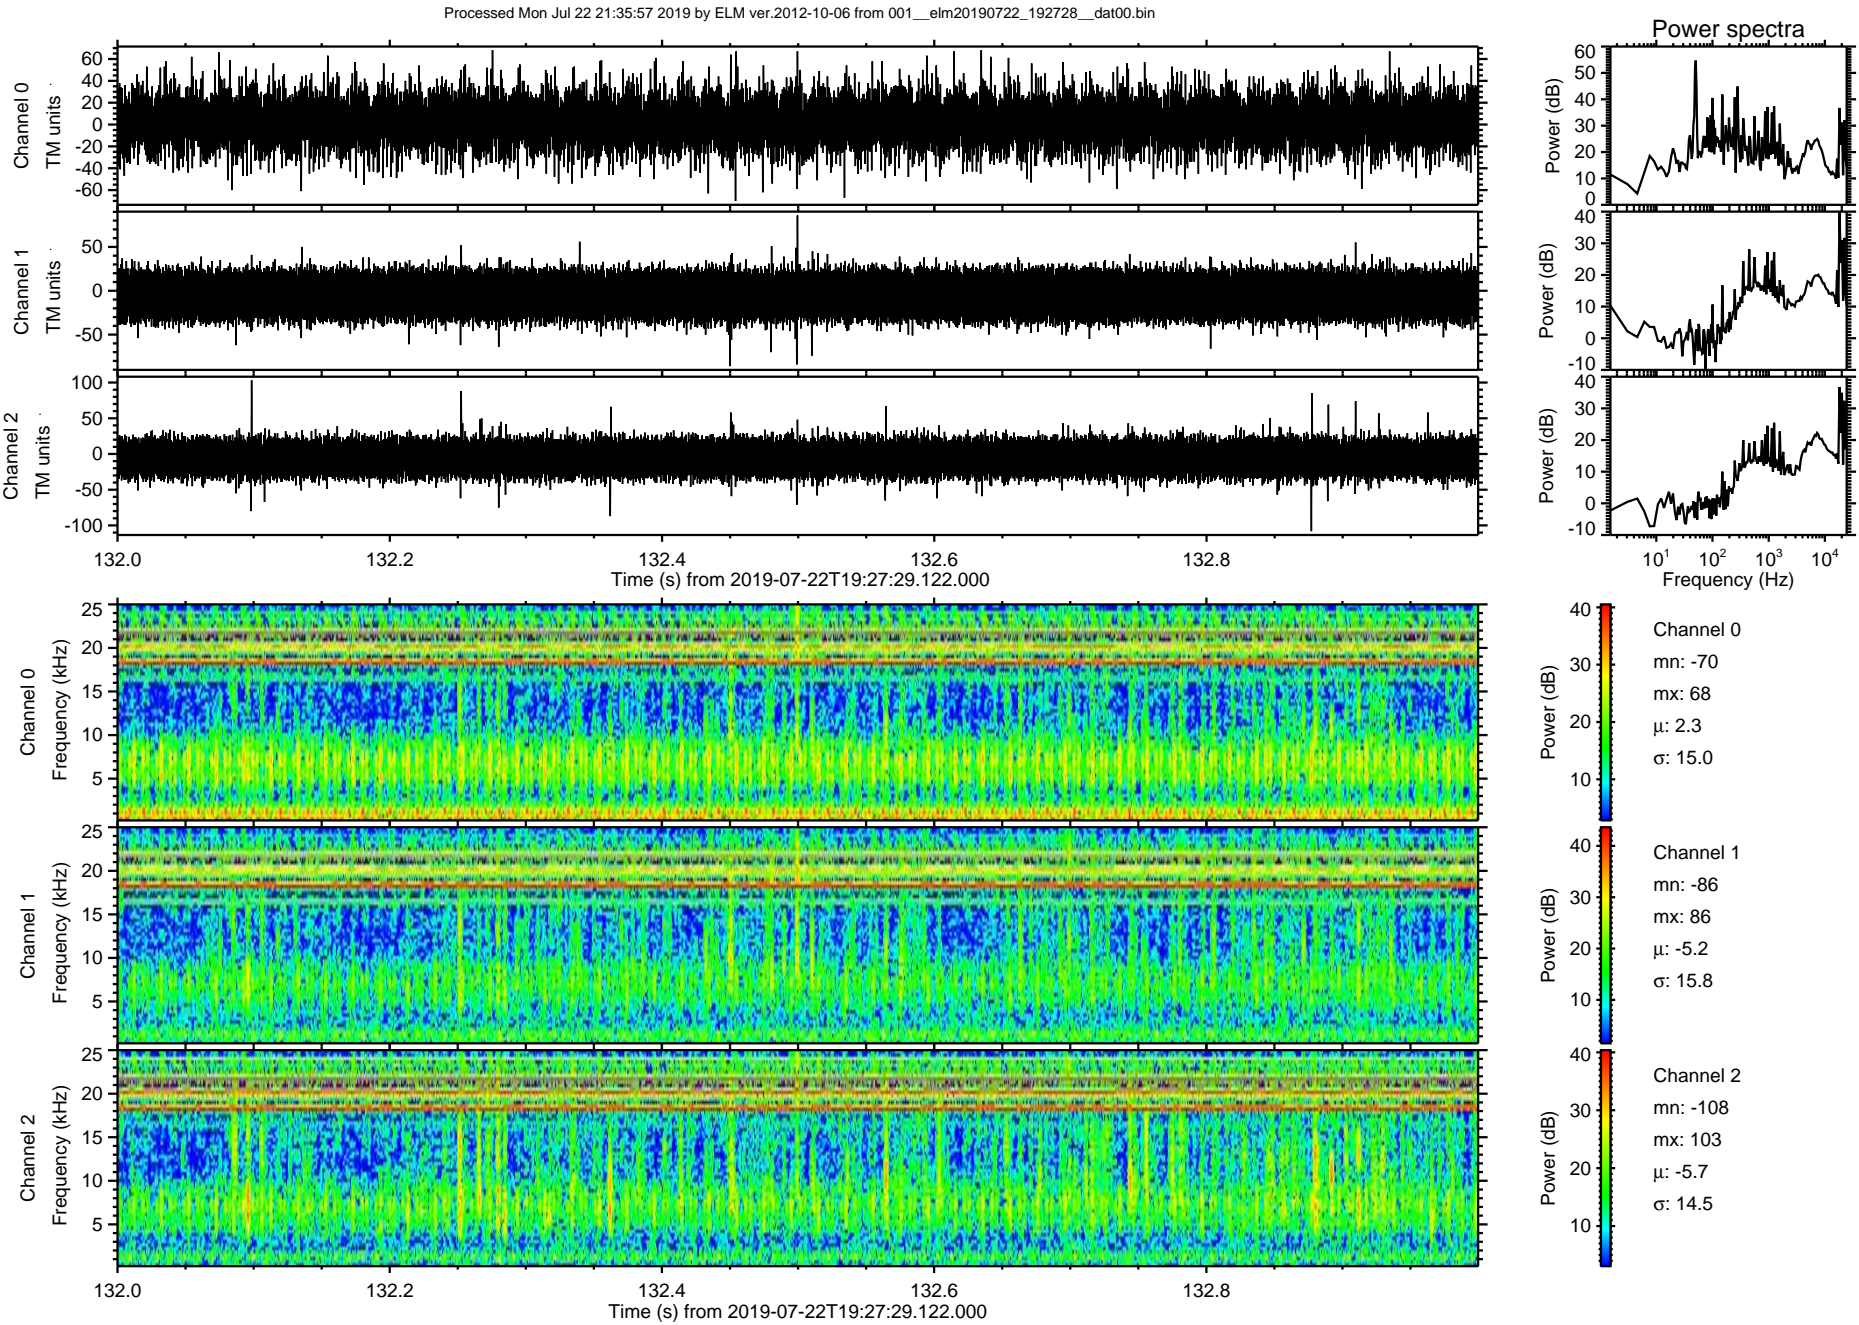 Processed Mon Jul 22 21:35:57 2019 by ELM ver.2012-10-06 from 001__elm20190722_192728__dat00.bin
Power spectra
Channel 0
TM units
60
40
20
0
-20
-40
-60
Power (dB)
60
50
40
30
20
10
0
Channel 1
TM units
50
0
-50
Power (dB)
40
30
20
10
0
-10
Channel 2
TM units
100
50
0
-50
-100
Power (dB)
40
30
20
10
0
-10
132.0 132.2 132.4 132.6 132.8
Time (s) from 2019-07-22T19:27:29.122.000
10¹ 10² 10³ 10⁴
Frequency (Hz)
Channel 0
Frequency (kHz)
25
20
15
10
5
Power (dB)
40
30
20
10
Channel 0
mn: -70
mx: 68
μ: 2.3
σ: 15.0
Channel 1
Frequency (kHz)
25
20
15
10
5
Power (dB)
40
30
20
10
Channel 1
mn: -86
mx: 86
μ: -5.2
σ: 15.8
Channel 2
Frequency (kHz)
25
20
15
10
5
Power (dB)
40
30
20
10
Channel 2
mn: -108
mx: 103
μ: -5.7
σ: 14.5
132.0 132.2 132.4 132.6 132.8
Time (s) from 2019-07-22T19:27:29.122.000